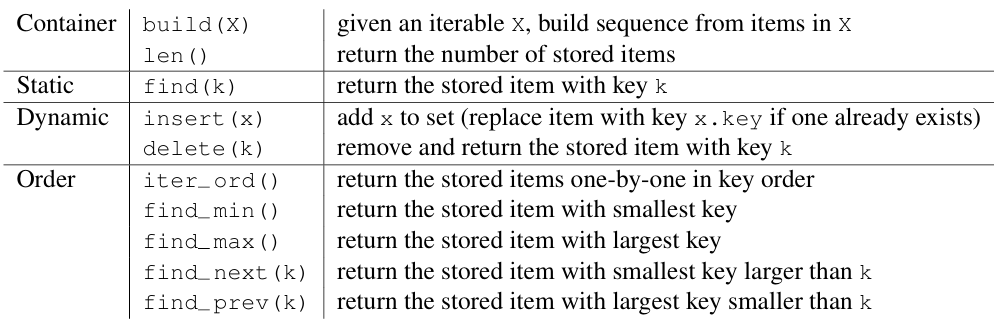 Container build(X) given an iterable X, build sequence from items in X
len() return the number of stored items
Static find(k) return the stored item with key k
Dynamic insert(x) add x to set (replace item with key x.key if one already exists)
delete(k) remove and return the stored item with key k
Order iter_ord() return the stored items one-by-one in key order
find_min() return the stored item with smallest key
find_max() return the stored item with largest key
find_next(k) return the stored item with smallest key larger than k
find_prev(k) return the stored item with largest key smaller than k